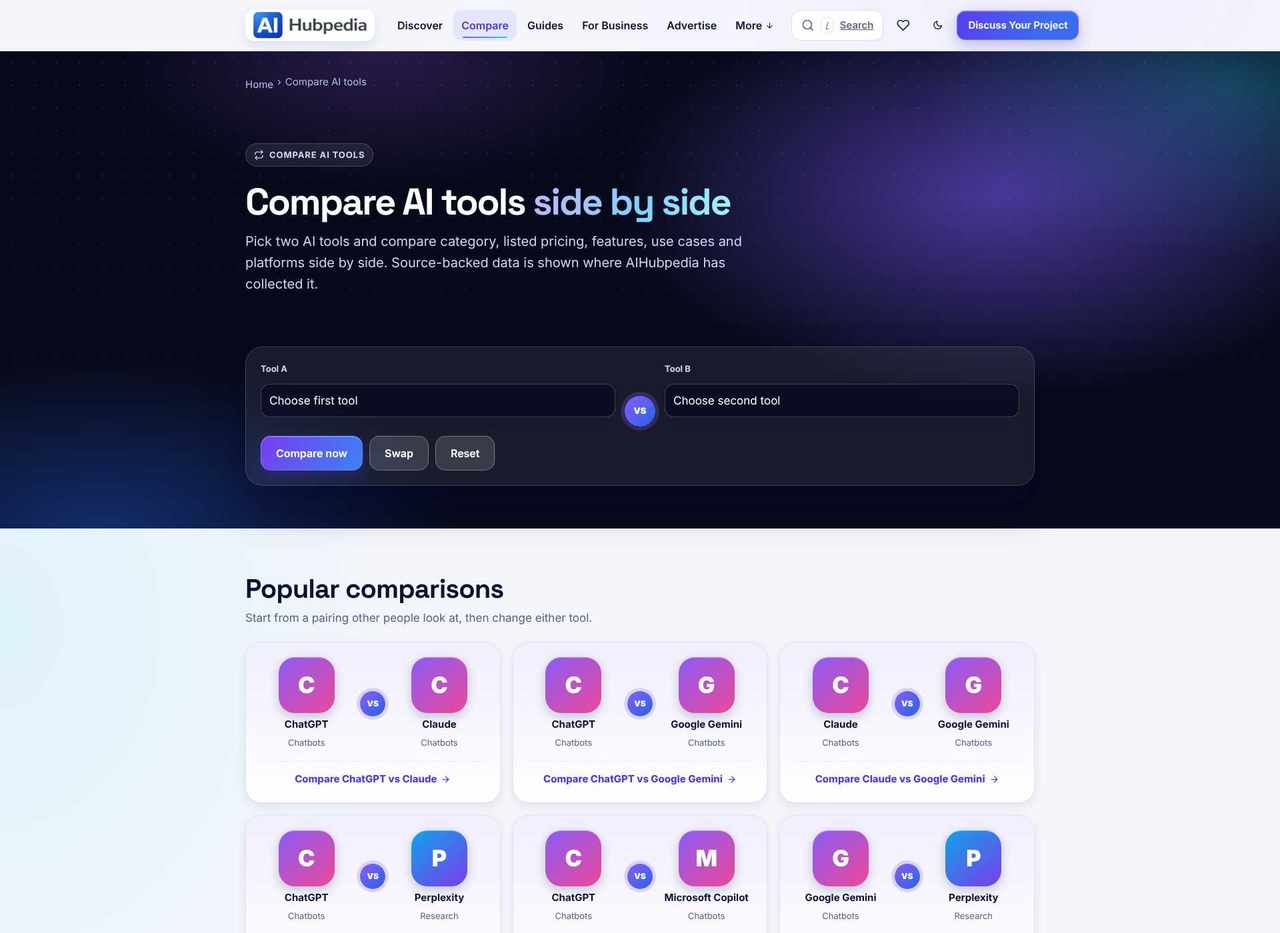 AI Hubpedia
Discover
Compare
Guides
For Business
Advertise
More ↓
/ Search
Discuss Your Project
Home › Compare AI tools
COMPARE AI TOOLS
Compare AI tools side by side
Pick two AI tools and compare category, listed pricing, features, use cases and
platforms side by side. Source-backed data is shown where AIHubpedia has
collected it.
Tool A
Choose first tool
VS
Tool B
Choose second tool
Compare now
Swap
Reset
Popular comparisons
Start from a pairing other people look at, then change either tool.
C
ChatGPT
Chatbots
VS
C
Claude
Chatbots
Compare ChatGPT vs Claude →
C
ChatGPT
Chatbots
VS
G
Google Gemini
Chatbots
Compare ChatGPT vs Google Gemini →
C
Claude
Chatbots
VS
G
Google Gemini
Chatbots
Compare Claude vs Google Gemini →
C
ChatGPT
Chatbots
VS
P
Perplexity
Research
C
ChatGPT
Chatbots
VS
M
Microsoft Copilot
Chatbots
G
Google Gemini
Chatbots
VS
P
Perplexity
Research